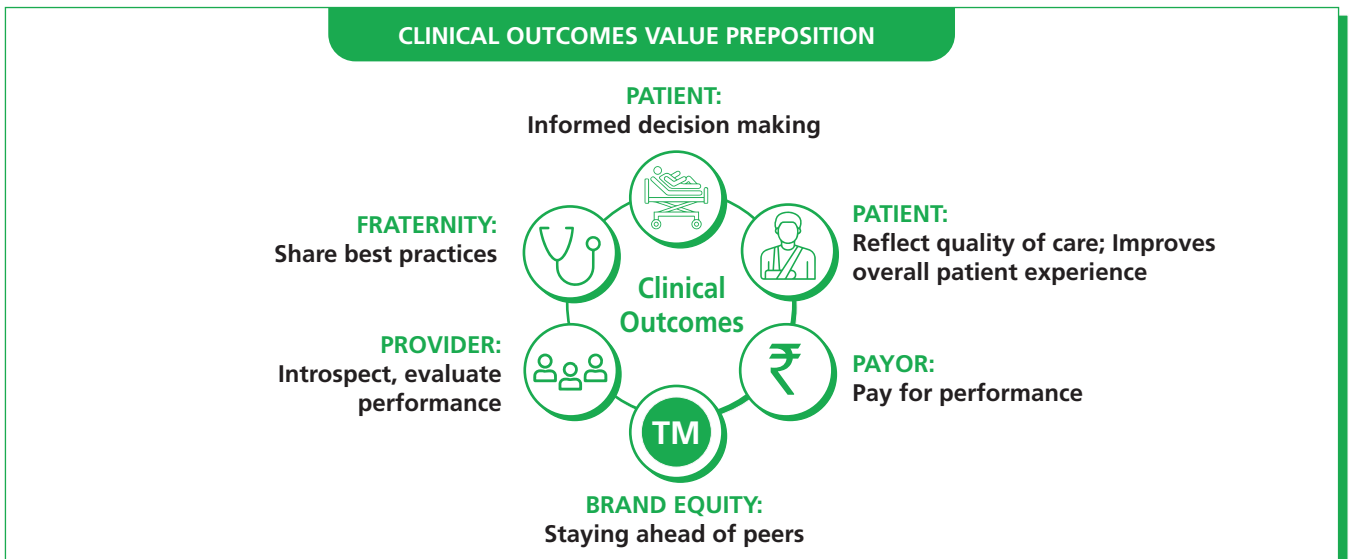 CLINICAL OUTCOMES VALUE PREPOSITION
PATIENT:
Informed decision making
FRATERNITY:
Share best practices
PATIENT:
Reflect quality of care; Improves
overall patient experience
Clinical
Outcomes
PROVIDER:
Introspect, evaluate
performance
₹
PAYOR:
Pay for performance
TM
BRAND EQUITY:
Staying ahead of peers